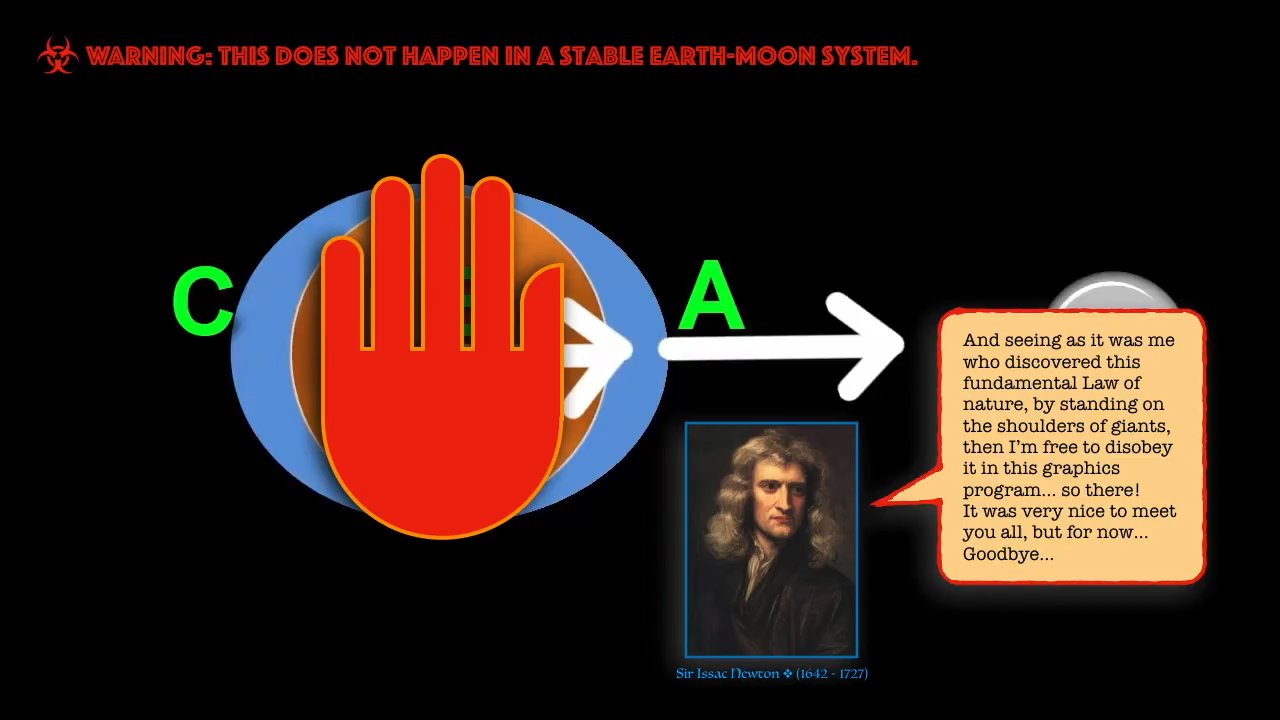 WARNING: THIS DOES NOT HAPPEN IN A STABLE EARTH-MOON SYSTEM.
C
A
And seeing as it was me
who discovered this
fundamental Law of
nature, by standing on
the shoulders of giants,
then I'm free to disobey
it in this graphics
program... so there!
It was very nice to meet
you all, but for now...
Goodbye...
Sir Issac Newton ❖ (1642 - 1727)